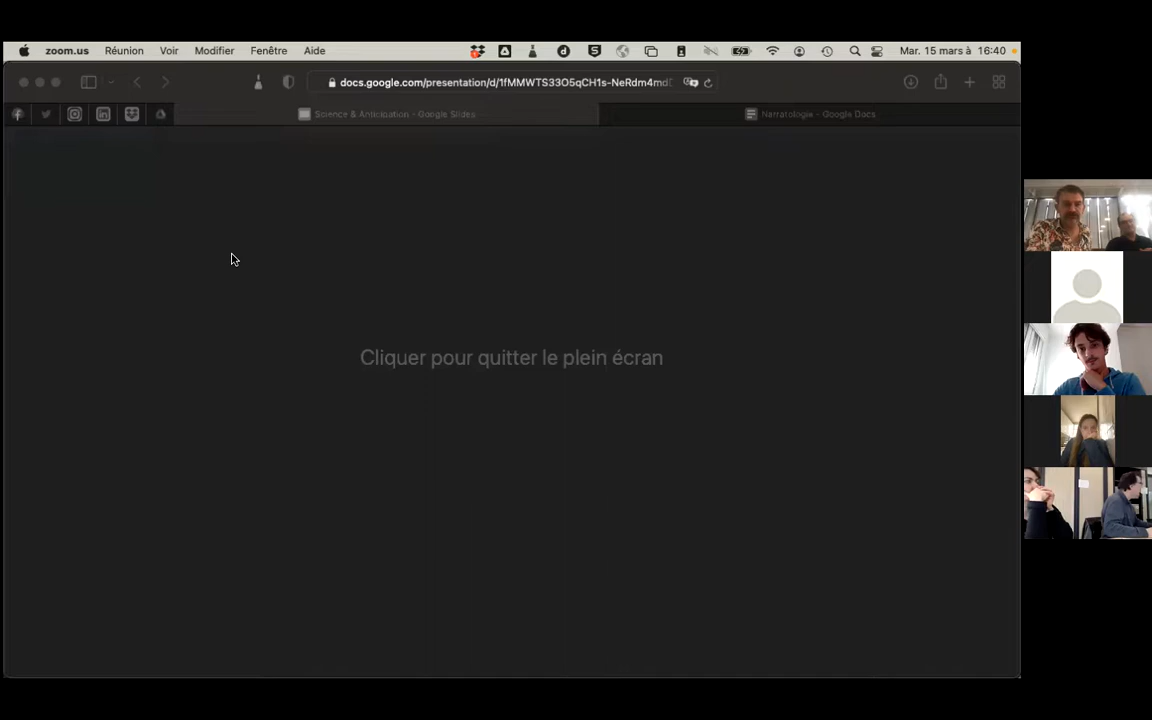 zoom.us Réunion Voir Modifier Fenêtre Aide Mar. 15 mars à 16:40
docs.google.com/presentation/d/1fMMWTS33O5qCH1s-NeRdm4md
Science & Anticipation - Google Slides Narratologie - Google Docs
Cliquer pour quitter le plein écran